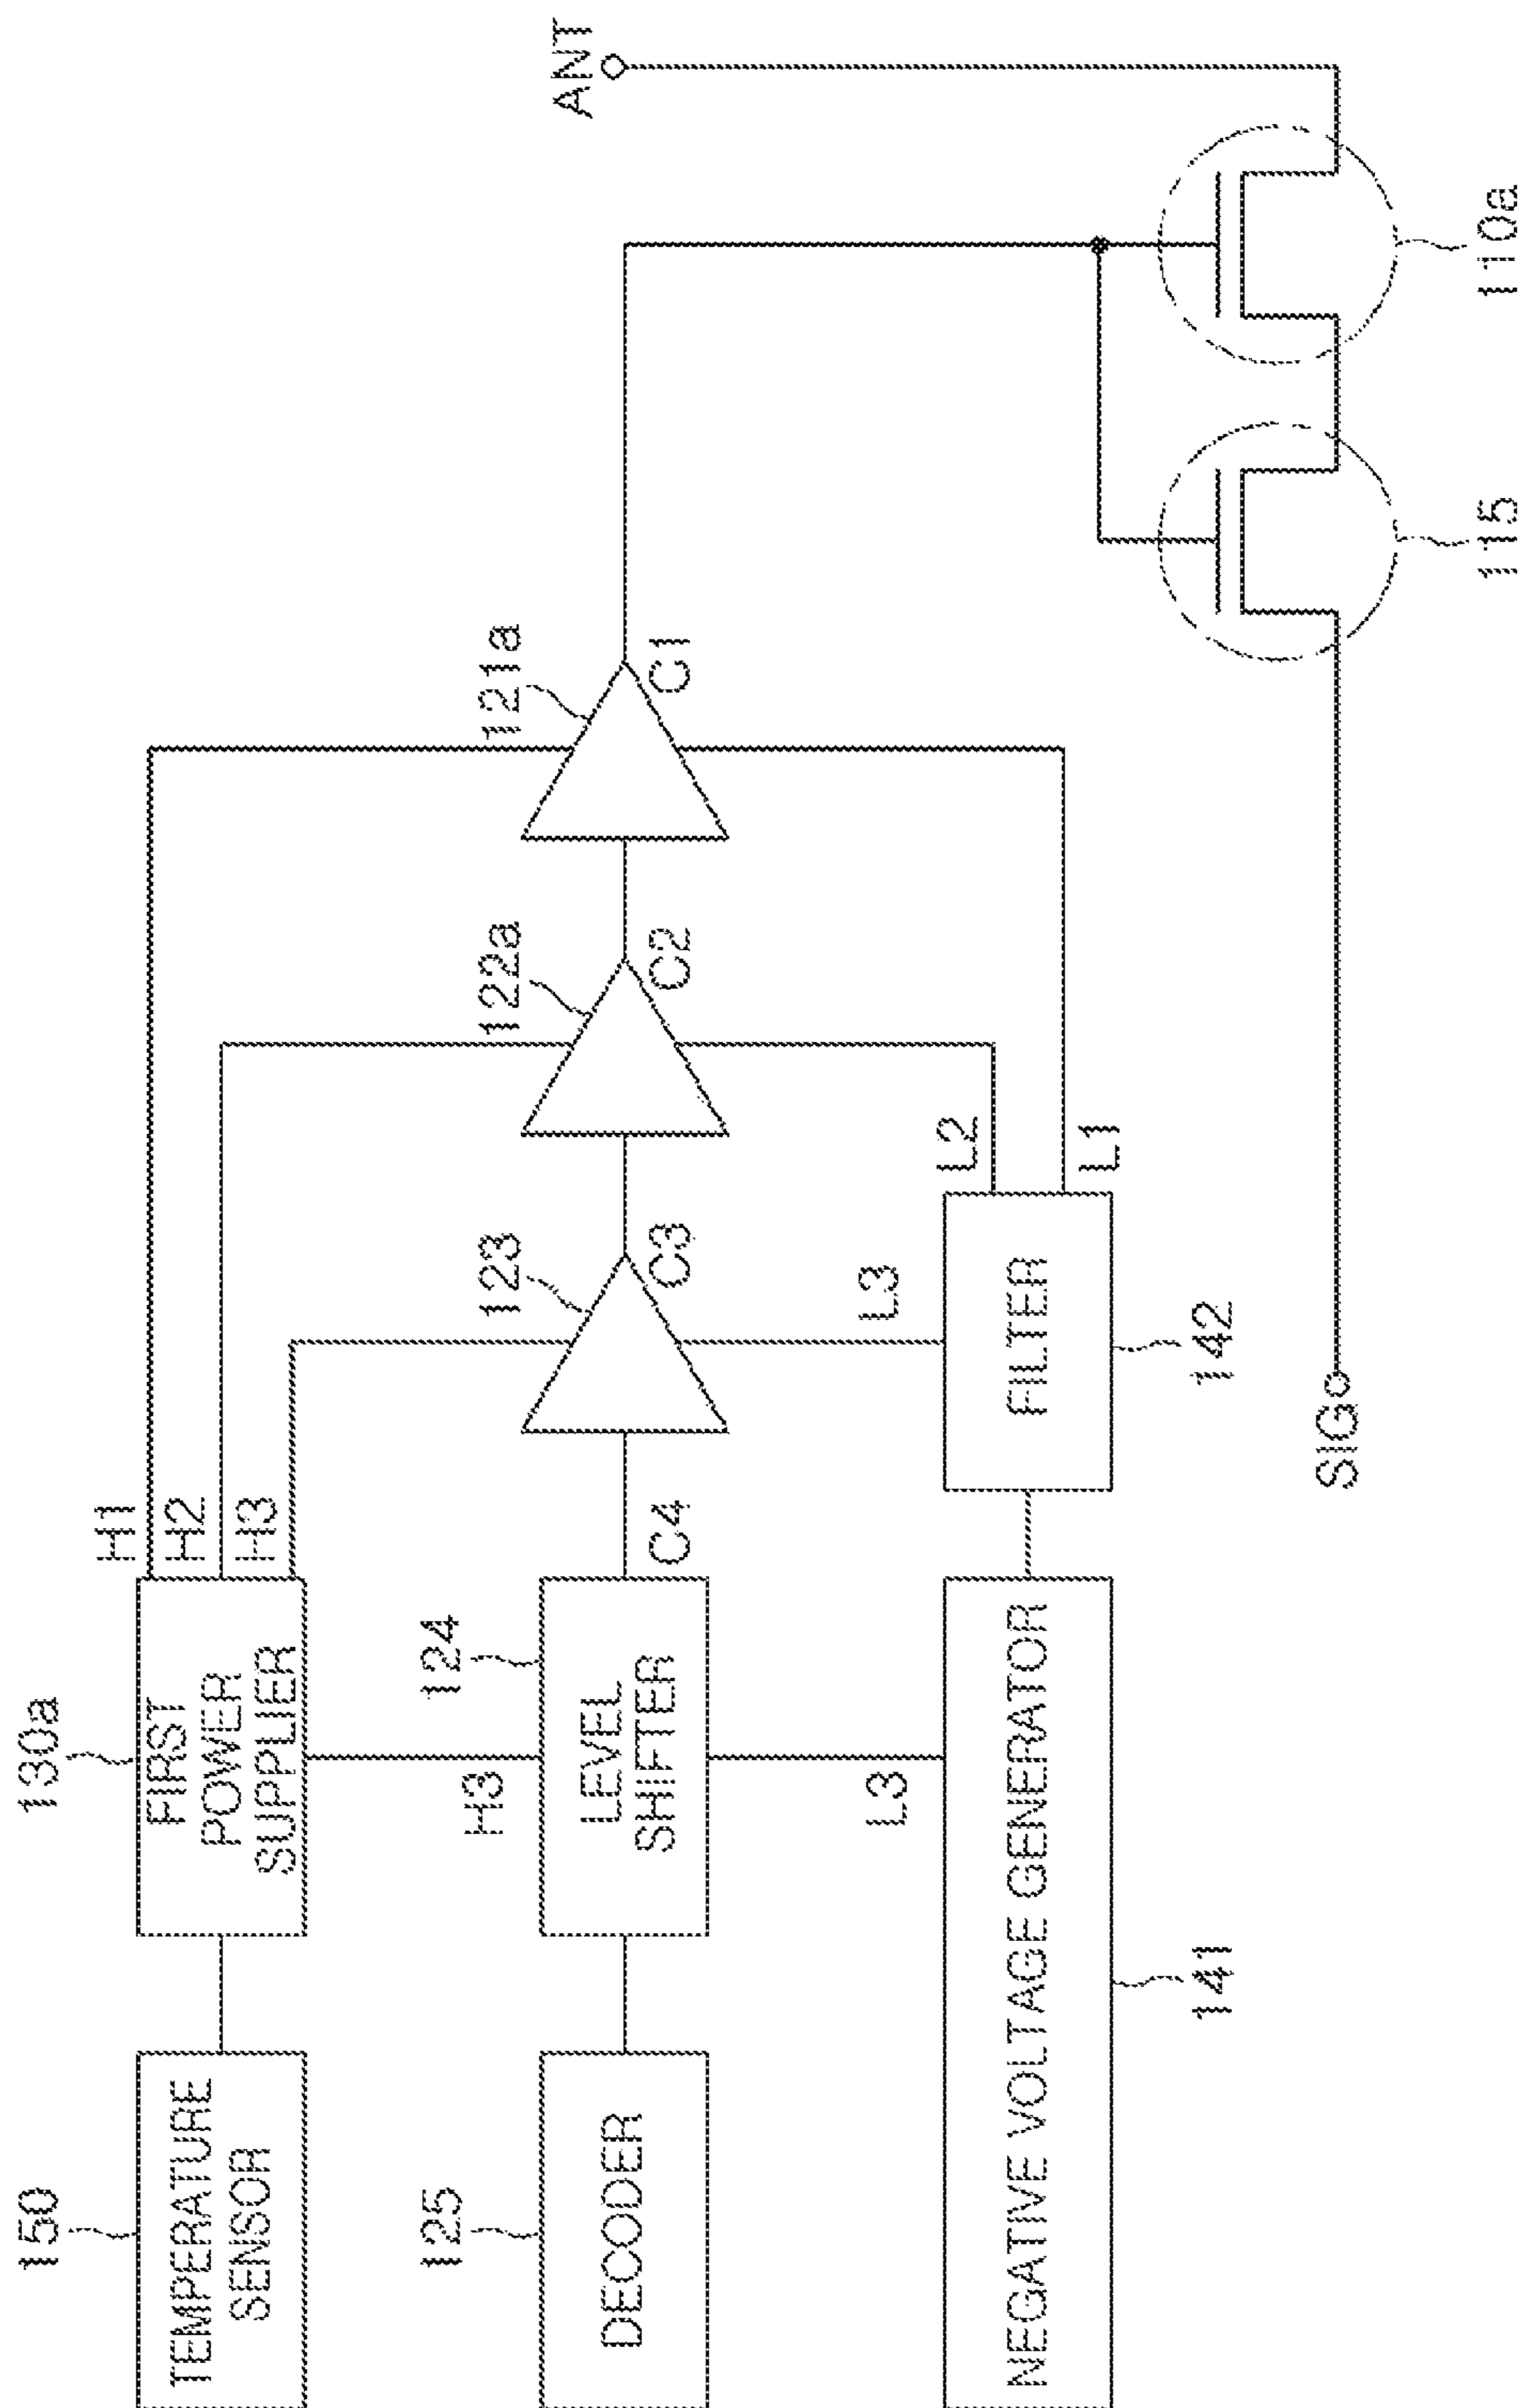 150
TEMPERATURE
SENSOR
130a
FIRST
POWER
SUPPLIER
H1
H2
H3
125
DECODER
H3
124
LEVEL
SHIFTER
C4
123
C3
122a
C2
121a
C1
ANT
L3
L3
L2
L1
NEGATIVE VOLTAGE GENERATOR
141
FILTER
142
SIG
115
110a